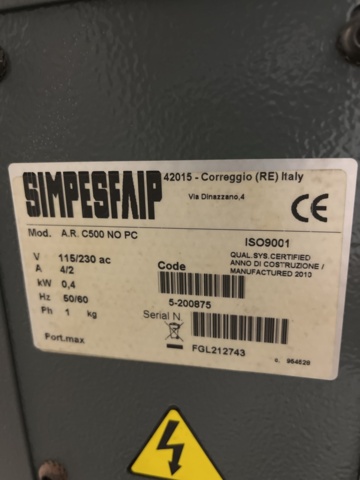 SIMPESFAIP
42015 - Correggio (RE) Italy
Via Dinazzano,4
CE
Mod. A.R. C500 NO PC
ISO9001
QUAL.SYS.CERTIFIED
ANNO DI COSTRUZIONE /
MANUFACTURED 2010
V 115/230 ac
A 4/2
kW 0,4
Hz 50/60
Ph 1 kg
Port.max
Code
5-200875
Serial N.
FGL212743